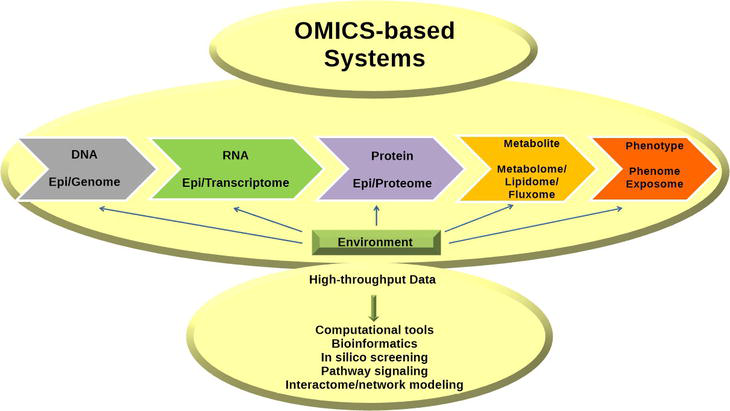 OMICS-based
Systems
DNA
Epi/Genome
RNA
Epi/Transcriptome
Protein
Epi/Proteome
Metabolite
Metabolome/
Lipidome/
Fluxome
Phenotype
Phenome
Exposome
Environment
High-throughput Data
Computational tools
Bioinformatics
In silico screening
Pathway signaling
Interactome/network modeling